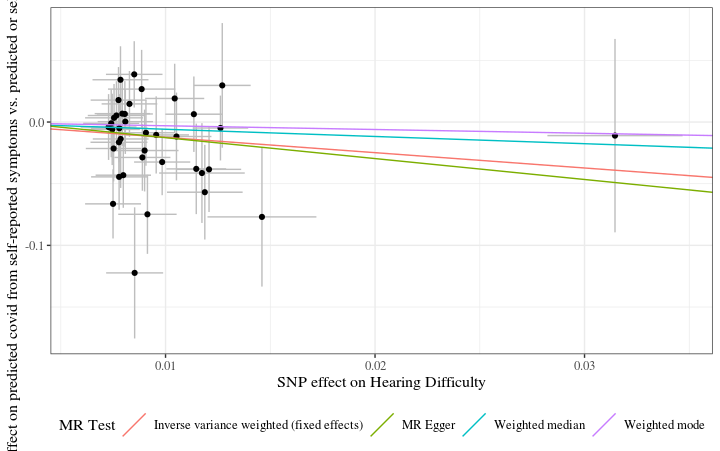 ffect on predicted covid from self-reported symptoms vs. predicted or se
0.0
-0.1
0.01
0.02
0.03
SNP effect on Hearing Difficulty
MR Test Inverse variance weighted (fixed effects) MR Egger Weighted median Weighted mode